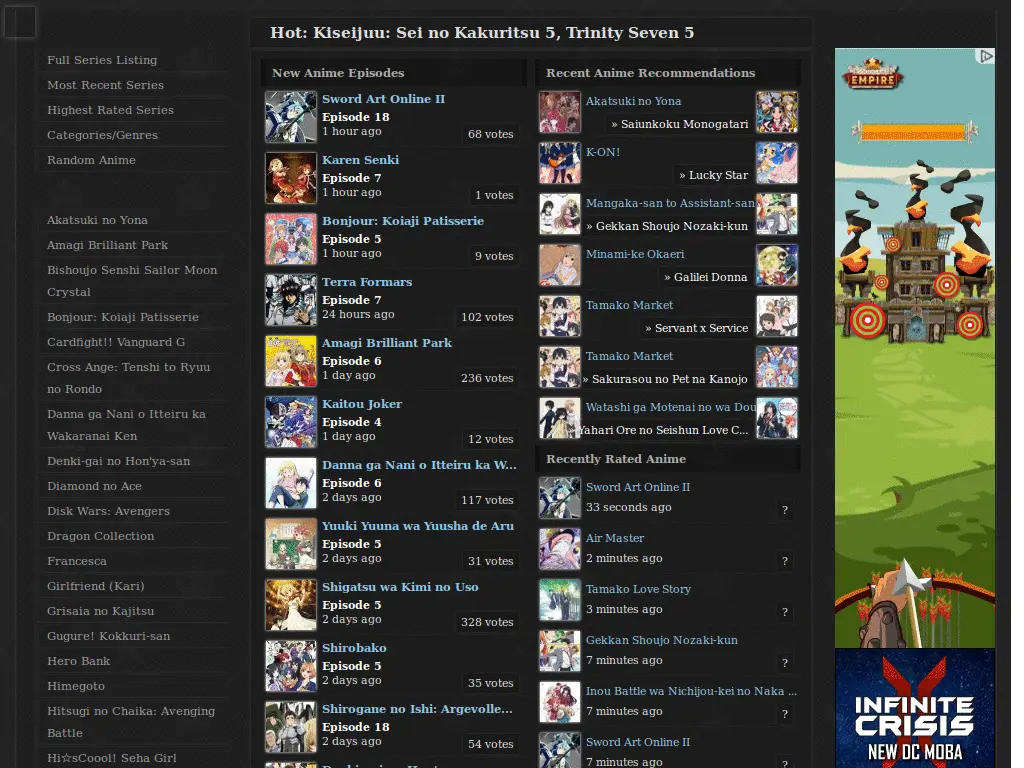 Hot: Kiseijuu: Sei no Kakuritsu 5, Trinity Seven 5
Full Series Listing
Most Recent Series
Highest Rated Series
Categories/Genres
Random Anime
Akatsuki no Yona
Amagi Brilliant Park
Bishoujo Senshi Sailor Moon
Crystal
Bonjour: Koiaji Patisserie
Cardfight!! Vanguard G
Cross Ange: Tenshi to Ryuu
no Rondo
Danna ga Nani o Itteiru ka
Wakaranai Ken
Denki-gai no Hon'ya-san
Diamond no Ace
Disk Wars: Avengers
Dragon Collection
Francesca
Girlfriend (Kari)
Grisaia no Kajitsu
Gugure! Kokkuri-san
Hero Bank
Himegoto
Hitsugi no Chaika: Avenging
Battle
Hi☆sCoool! Seha Girl
New Anime Episodes
Sword Art Online II
Episode 18
1 hour ago
68 votes
Karen Senki
Episode 7
1 hour ago
1 votes
Bonjour: Koiaji Patisserie
Episode 5
1 hour ago
9 votes
Terra Formars
Episode 7
24 hours ago
102 votes
Amagi Brilliant Park
Episode 6
1 day ago
236 votes
Kaitou Joker
Episode 4
1 day ago
12 votes
Danna ga Nani o Itteiru ka W...
Episode 6
2 days ago
117 votes
Yuuki Yuuna wa Yuusha de Aru
Episode 5
2 days ago
31 votes
Shigatsu wa Kimi no Uso
Episode 5
2 days ago
328 votes
Shirobako
Episode 5
2 days ago
35 votes
Shirogane no Ishi: Argevolle...
Episode 18
2 days ago
54 votes
Recent Anime Recommendations
Akatsuki no Yona
» Saiunkoku Monogatari
K-ON!
» Lucky Star
Mangaka-san to Assistant-san
» Gekkan Shoujo Nozaki-kun
Minami-ke Okaeri
» Galilei Donna
Tamako Market
» Servant x Service
Tamako Market
» Sakurasou no Pet na Kanojo
Watashi ga Motenai no wa Dou
Yahari Ore no Seishun Love C...
Recently Rated Anime
Sword Art Online II
33 seconds ago
?
Air Master
2 minutes ago
?
Tamako Love Story
3 minutes ago
?
Gekkan Shoujo Nozaki-kun
7 minutes ago
?
Inou Battle wa Nichijou-kei no Naka ...
7 minutes ago
?
Sword Art Online II
7 minutes ago
?
EMPIRE
INFINITE
CRISIS
NEW DC MOBA